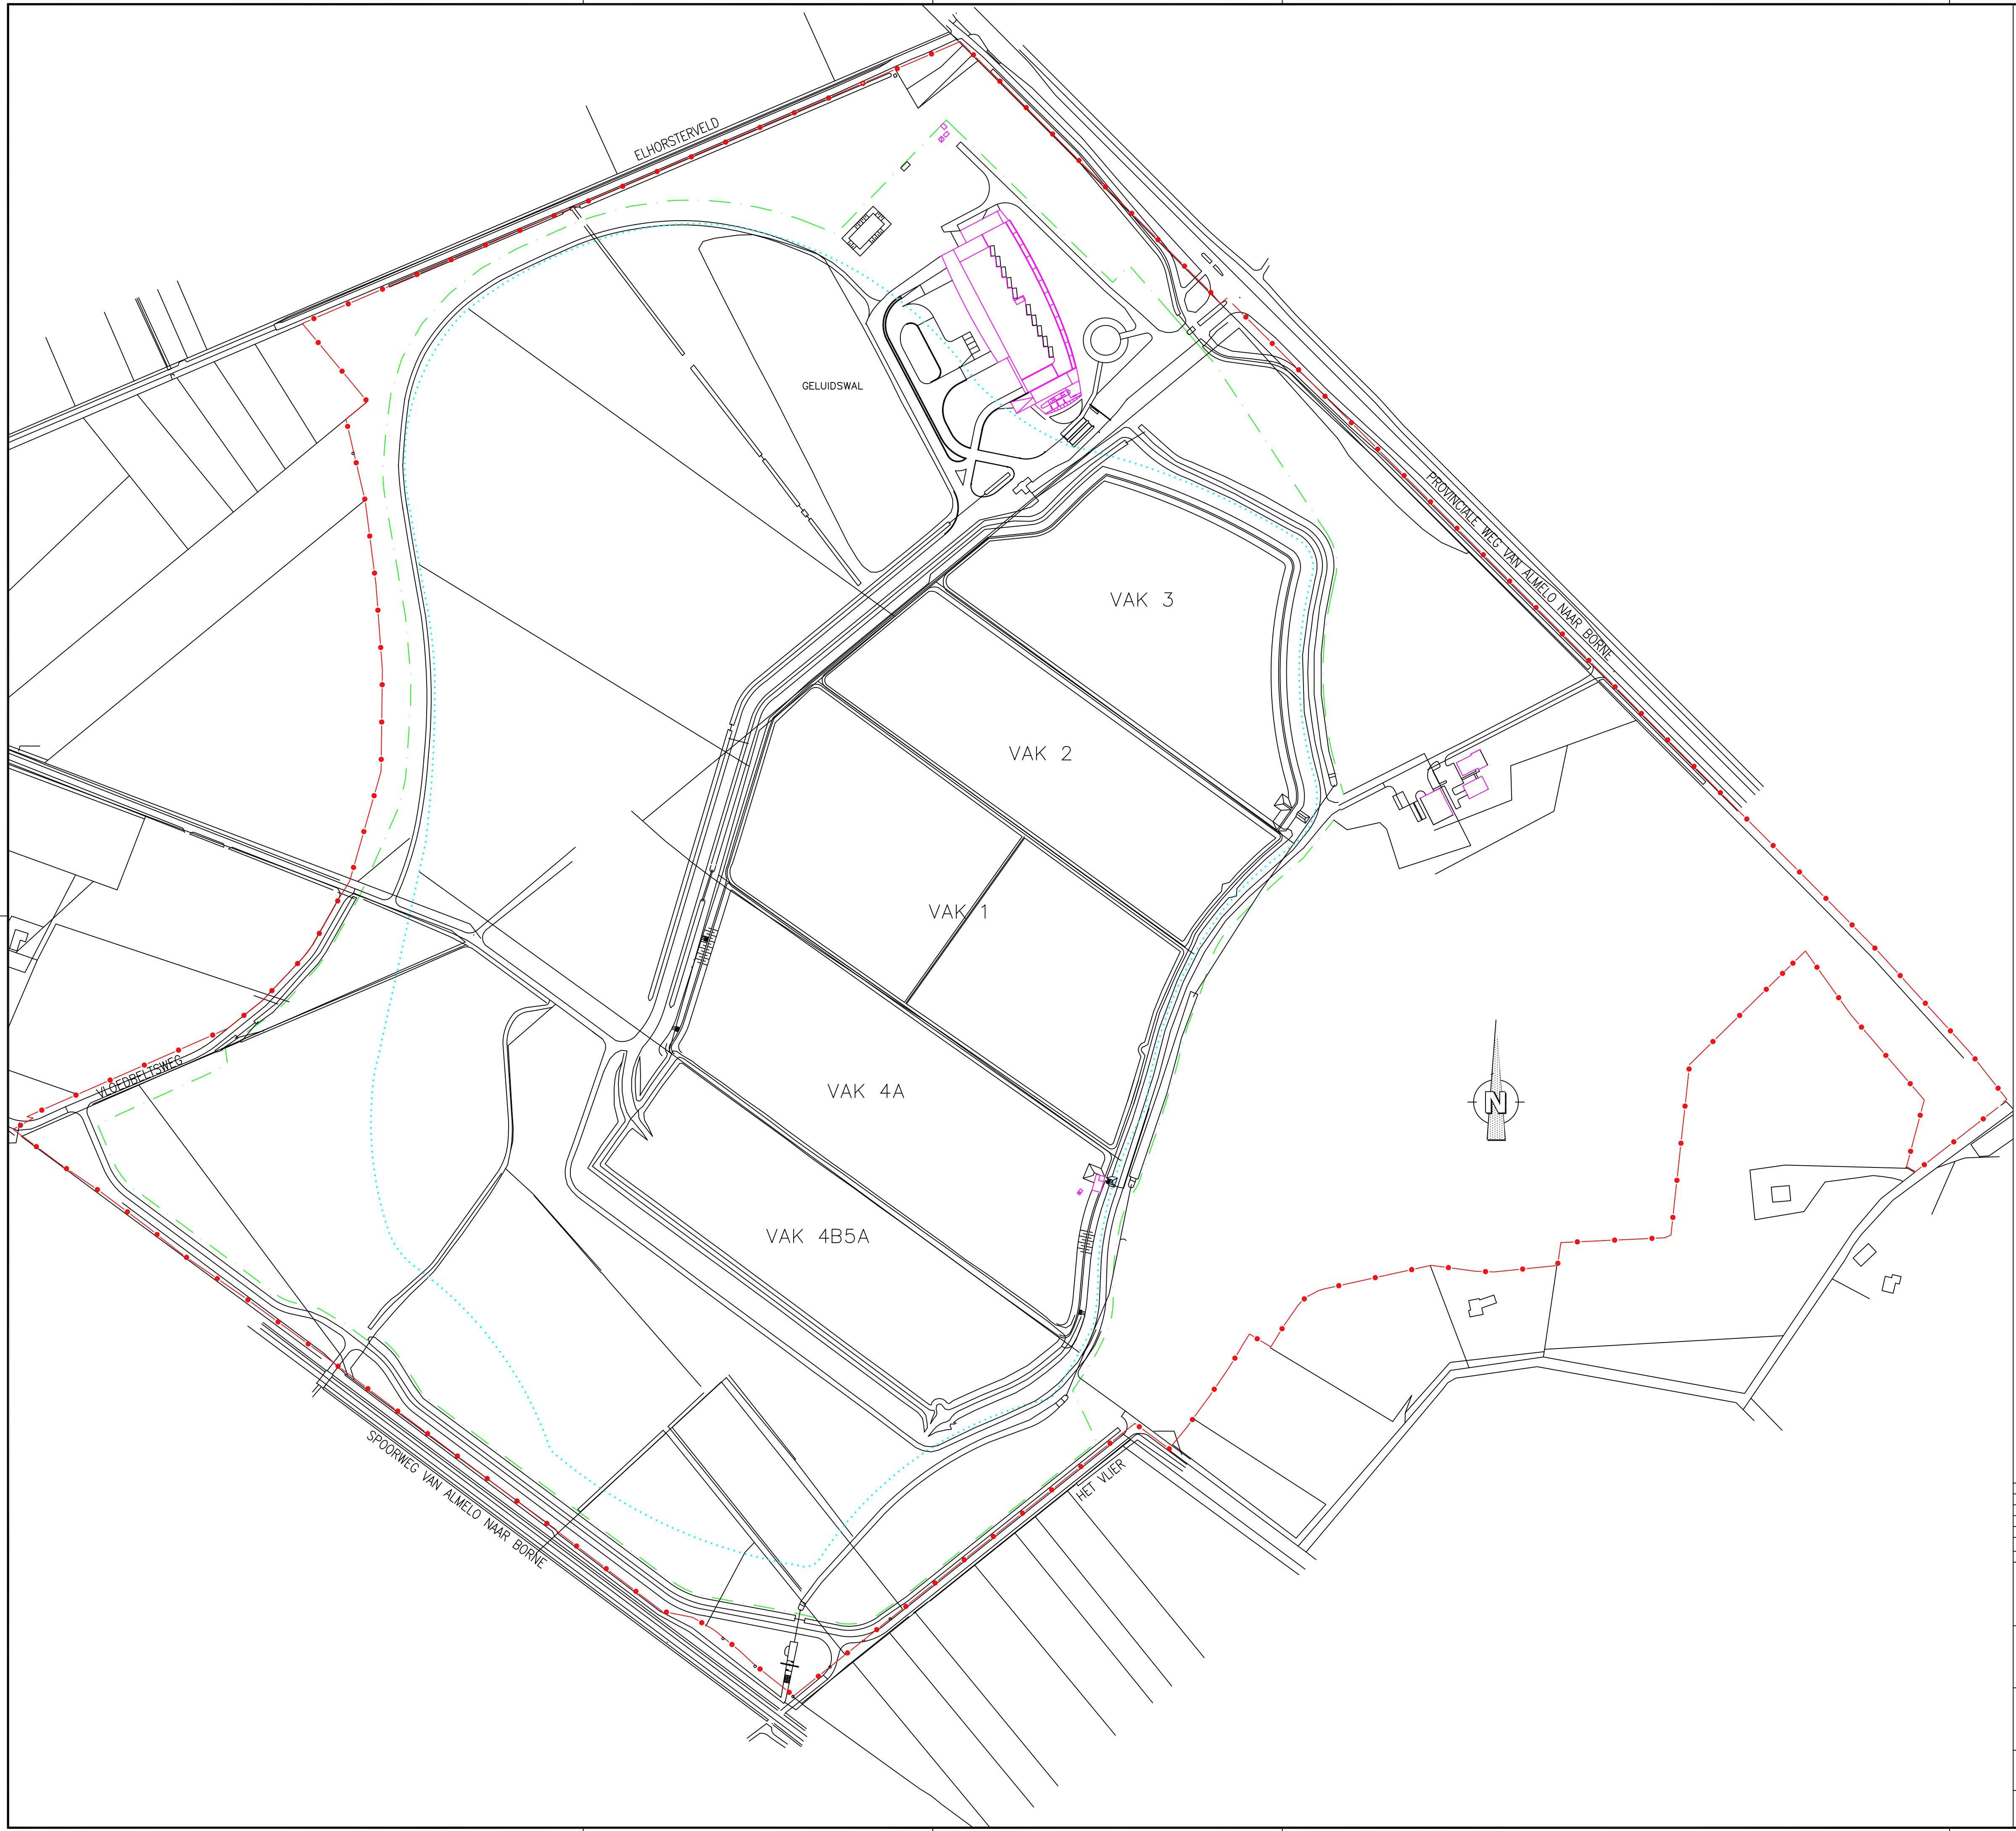 ELHORSTERVELD
GELUIDSWAL
PROVINCIALE WEG VAN ALMELO NAAR BORNE
VAK 3
VAK 2
VAK 1
VLOEDBELTSWEG
VAK 4A
N
VAK 4B5A
SPOORWEG VAN ALMELO NAAR BORNE
HET VLIER